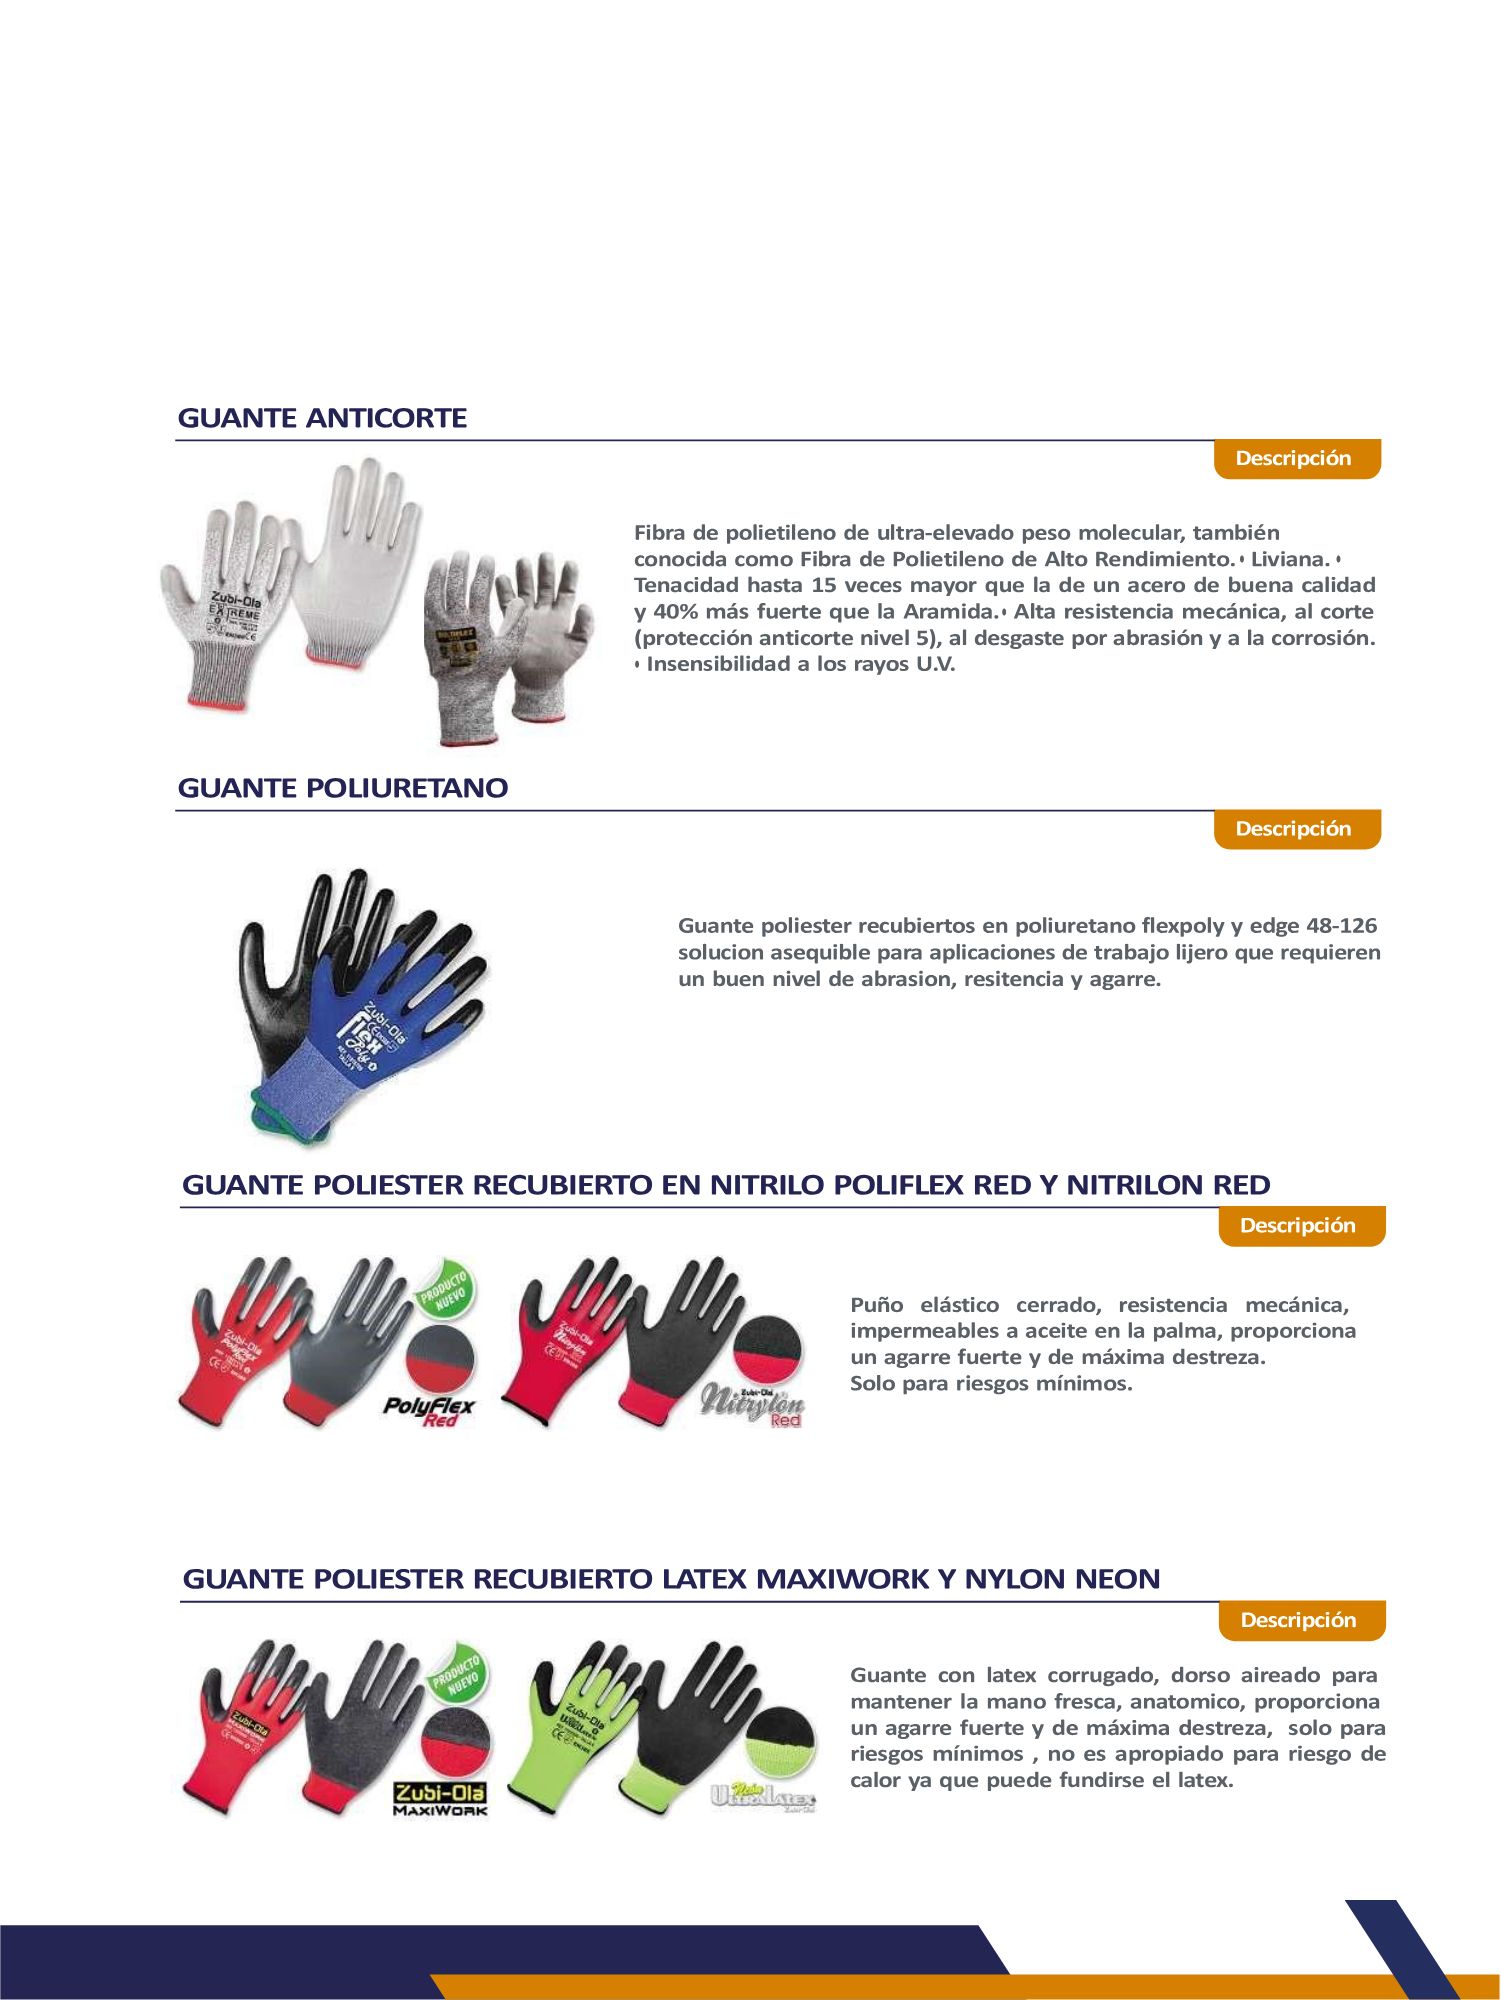 GUANTE ANTICORTE
Descripción
Zubi-Ola
EXTREME
Fibra de polietileno de ultra-elevado peso molecular, también
conocida como Fibra de Polietileno de Alto Rendimiento. • Liviana. •
Tenacidad hasta 15 veces mayor que la de un acero de buena calidad
y 40% más fuerte que la Aramida. • Alta resistencia mecánica, al corte
(protección anticorte nivel 5), al desgaste por abrasión y a la corrosión.
• Insensibilidad a los rayos U.V.
GUANTE POLIURETANO
Descripción
Zubi-Ola
CE
flex
Poly
Guante poliester recubiertos en poliuretano flexpoly y edge 48-126
solucion asequible para aplicaciones de trabajo lijero que requieren
un buen nivel de abrasion, resitencia y agarre.
GUANTE POLIESTER RECUBIERTO EN NITRILO POLIFLEX RED Y NITRILON RED
Descripción
PRODUCTO
NUEVO
Zubi-Ola
PolyFlex
Red
PolyFlex
Red
Zubi-Ola
Nitrylon
Zubi-Ola
Nitrylon
Red
Puño elástico cerrado, resistencia mecánica,
impermeables a aceite en la palma, proporciona
un agarre fuerte y de máxima destreza.
Solo para riesgos mínimos.
GUANTE POLIESTER RECUBIERTO LATEX MAXIWORK Y NYLON NEON
Descripción
PRODUCTO
NUEVO
Zubi-Ola
Zubi-Ola
MAXIWORK
Zubi-Ola
Neón
ULTRALATEX
Guante con latex corrugado, dorso aireado para
mantener la mano fresca, anatomico, proporciona
un agarre fuerte y de máxima destreza, solo para
riesgos mínimos , no es apropiado para riesgo de
calor ya que puede fundirse el latex.